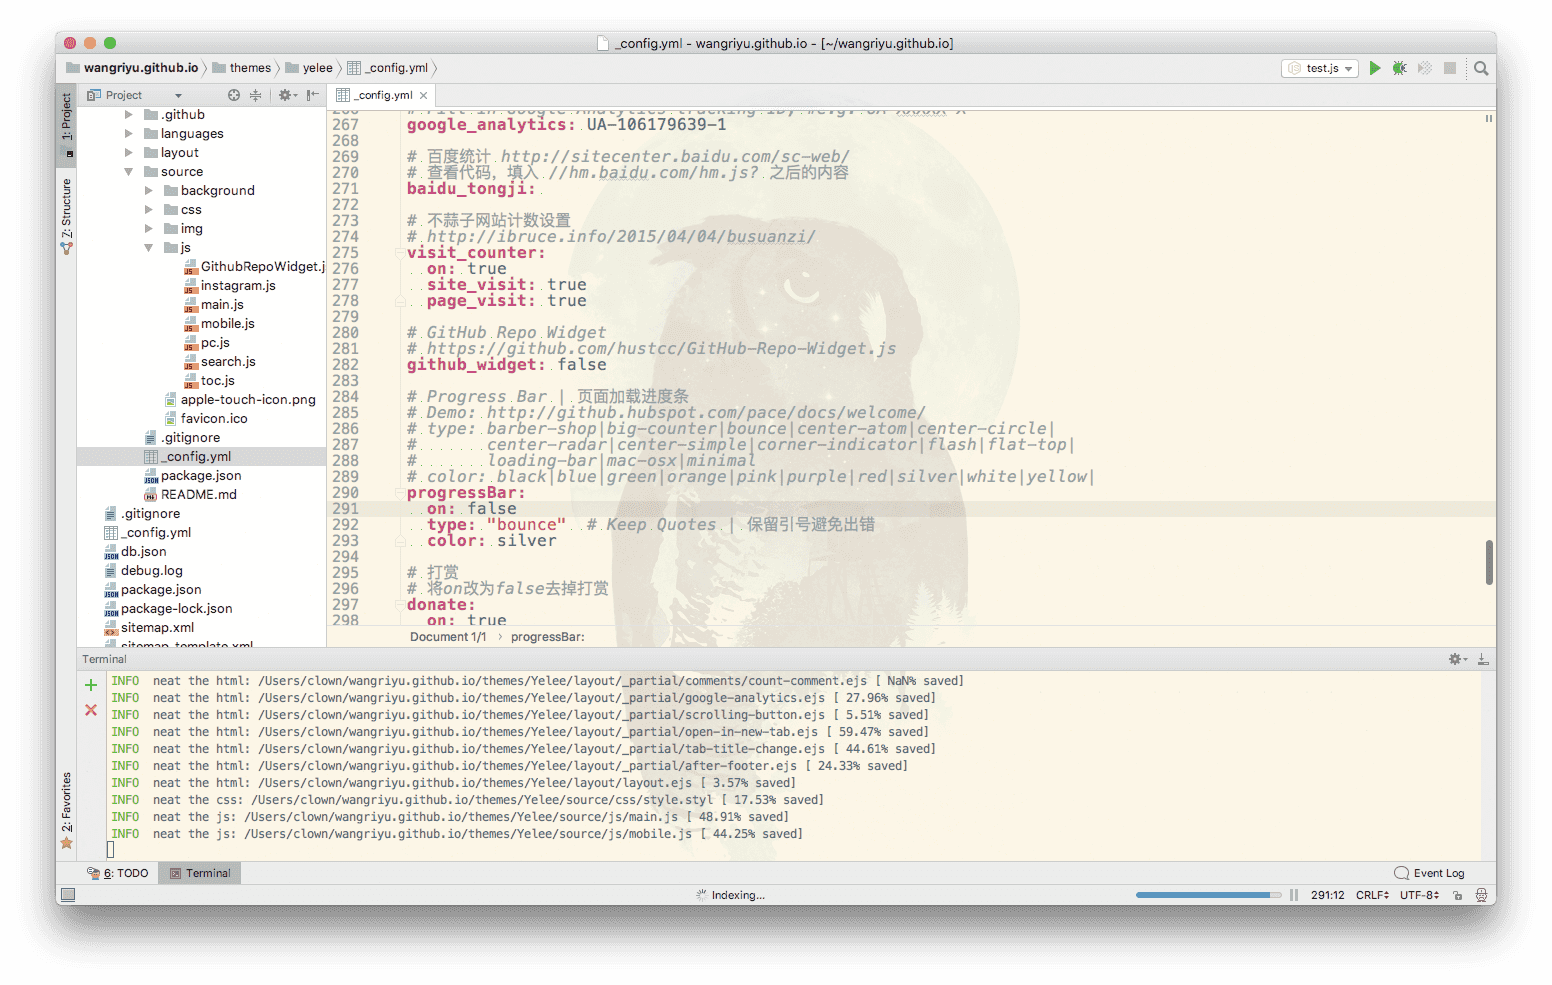 _config.yml - wangriyu.github.io - [~/wangriyu.github.io]
wangriyu.github.io themes yelee _config.yml test.js
1: Project
7: Structure
2: Favorites
Project
.github
languages
layout
source
background
css
img
js
GithubRepoWidget.j
instagram.js
main.js
mobile.js
pc.js
search.js
toc.js
apple-touch-icon.png
favicon.ico
.gitignore
_config.yml
package.json
README.md
.gitignore
_config.yml
db.json
debug.log
package.json
package-lock.json
sitemap.xml
sitemap-template.xml
_config.yml
267 google_analytics: UA-106179639-1
268
269 # 百度统计 http://sitecenter.baidu.com/sc-web/
270 # 查看代码，填入 //hm.baidu.com/hm.js? 之后的内容
271 baidu_tongji:
272
273 # 不蒜子网站计数设置
274 # http://ibruce.info/2015/04/04/busuanzi/
275 visit_counter:
276 on: true
277 site_visit: true
278 page_visit: true
279
280 # GitHub Repo Widget
281 # https://github.com/hustcc/GitHub-Repo-Widget.js
282 github_widget: false
283
284 # Progress Bar | 页面加载进度条
285 # Demo: http://github.hubspot.com/pace/docs/welcome/
286 # type: barber-shop|big-counter|bounce|center-atom|center-circle|
287 # center-radar|center-simple|corner-indicator|flash|flat-top|
288 # loading-bar|mac-osx|minimal
289 # color: black|blue|green|orange|pink|purple|red|silver|white|yellow|
290 progressBar:
291 on: false
292 type: "bounce" # Keep Quotes | 保留引号避免出错
293 color: silver
294
295 # 打赏
296 # 将on改为false去掉打赏
297 donate:
298 on: true
Document 1/1 › progressBar:
Terminal
INFO neat the html: /Users/clown/wangriyu.github.io/themes/Yelee/layout/_partial/comments/count-comment.ejs [ NaN% saved]
INFO neat the html: /Users/clown/wangriyu.github.io/themes/Yelee/layout/_partial/google-analytics.ejs [ 27.96% saved]
INFO neat the html: /Users/clown/wangriyu.github.io/themes/Yelee/layout/_partial/scrolling-button.ejs [ 5.51% saved]
INFO neat the html: /Users/clown/wangriyu.github.io/themes/Yelee/layout/_partial/open-in-new-tab.ejs [ 59.47% saved]
INFO neat the html: /Users/clown/wangriyu.github.io/themes/Yelee/layout/_partial/tab-title-change.ejs [ 44.61% saved]
INFO neat the html: /Users/clown/wangriyu.github.io/themes/Yelee/layout/_partial/after-footer.ejs [ 24.33% saved]
INFO neat the html: /Users/clown/wangriyu.github.io/themes/Yelee/layout/layout.ejs [ 3.57% saved]
INFO neat the css: /Users/clown/wangriyu.github.io/themes/Yelee/source/css/style.styl [ 17.53% saved]
INFO neat the js: /Users/clown/wangriyu.github.io/themes/Yelee/source/js/main.js [ 48.91% saved]
INFO neat the js: /Users/clown/wangriyu.github.io/themes/Yelee/source/js/mobile.js [ 44.25% saved]
6: TODO Terminal Event Log
Indexing... 291:12 CRLF UTF-8